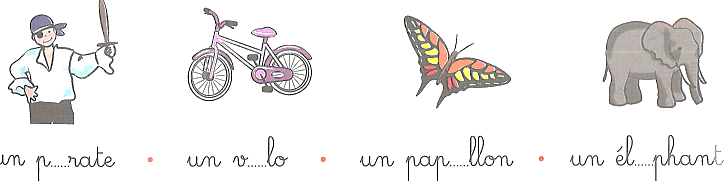 un p.....rate • un v.....lo • un pap.....llon • un él.....phant